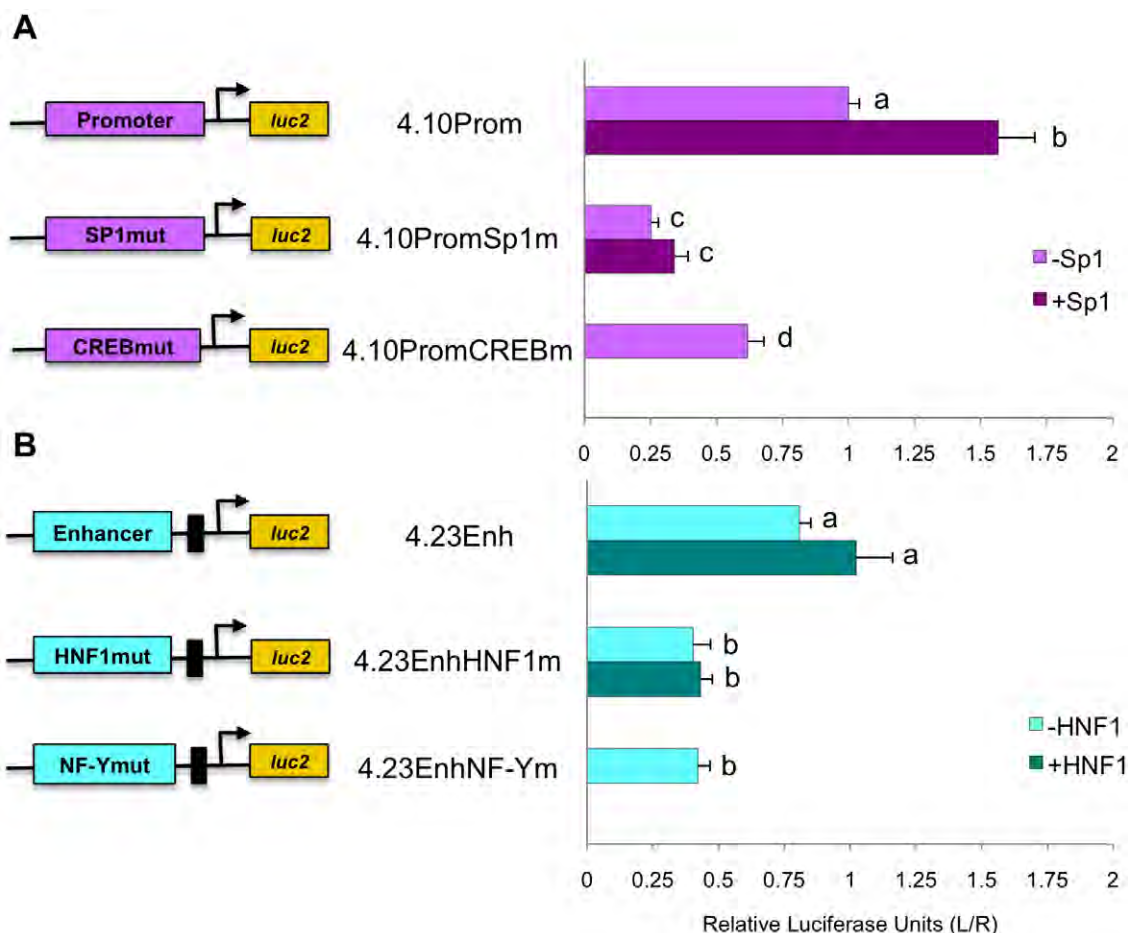 A
Promoter luc2 4.10Prom a
b
SP1mut luc2 4.10PromSp1m c
c
-Sp1
+Sp1
CREBmut luc2 4.10PromCREBm d
0 0.25 0.5 0.75 1 1.25 1.5 1.75 2
B
Enhancer luc2 4.23Enh a
a
HNF1mut luc2 4.23EnhHNF1m b
b
-HNF1
+HNF1
NF-Ymut luc2 4.23EnhNF-Ym b
0 0.25 0.5 0.75 1 1.25 1.5 1.75 2
Relative Luciferase Units (L/R)